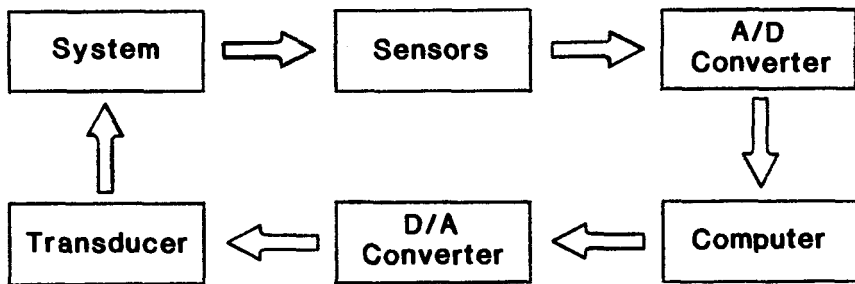 System
Sensors
A/D
Converter
Transducer
D/A
Converter
Computer